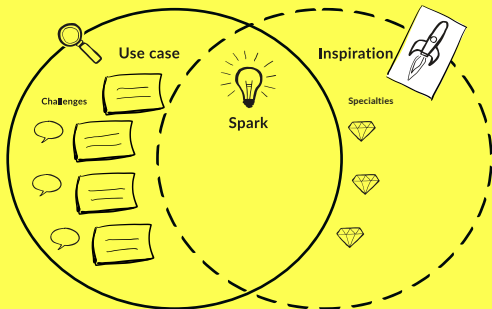 Use case
Inspiration
Challenges
Specialties
Spark